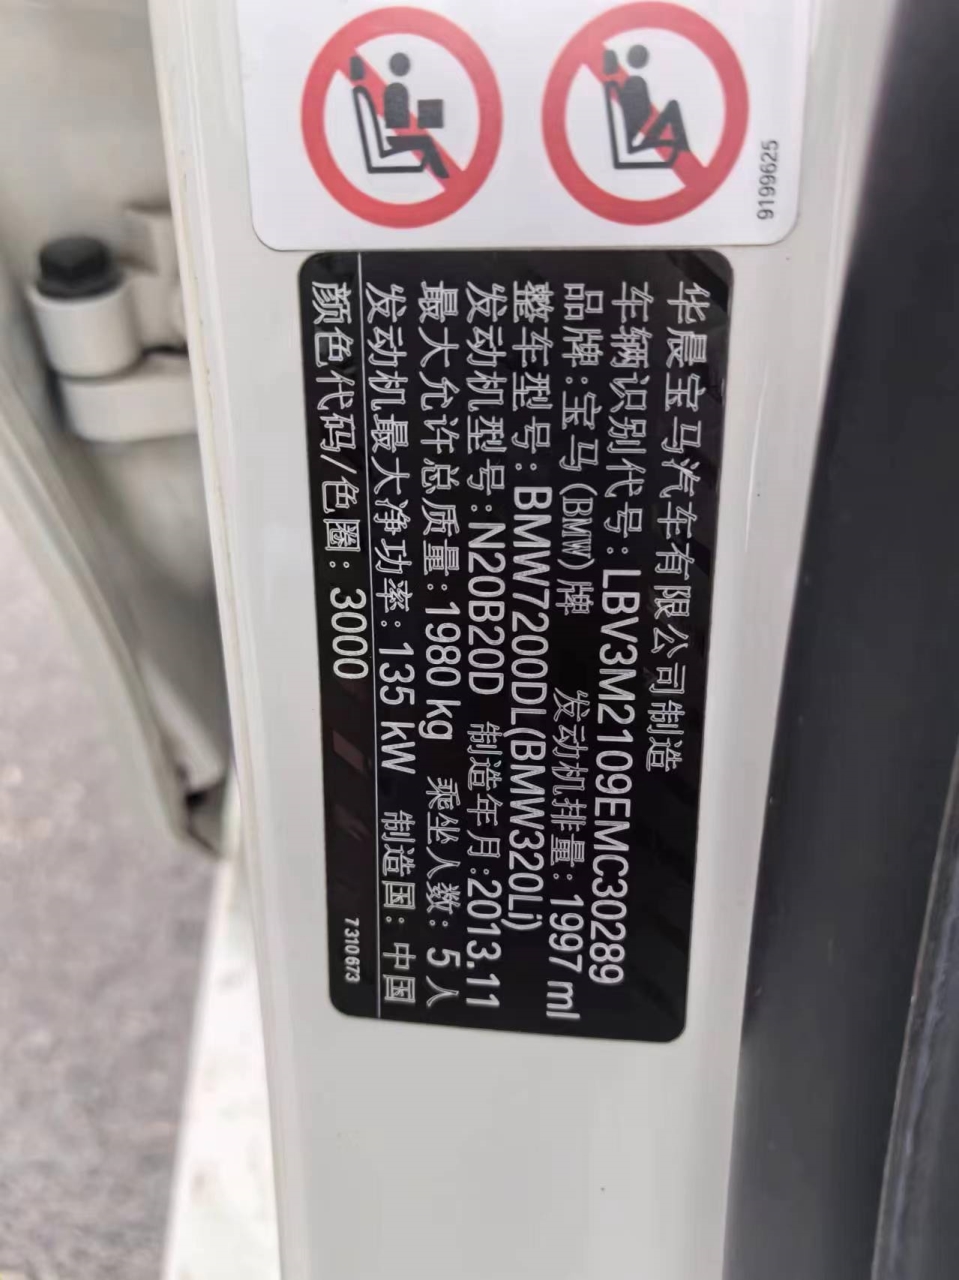 9199625
华晨宝马汽车有限公司制造
车辆识别代号:LBV3M2109EMC30289
品牌:宝马(BMW)牌 发动机排量:1997 ml
整车型号:BMW7200DL(BMW320Li)
发动机型号:N20B20D 制造年月:2013.11
最大允许总质量:1980 kg 乘坐人数:5人
发动机最大净功率:135 kW 制造国:中国
颜色代码/色圈:3000
7310673